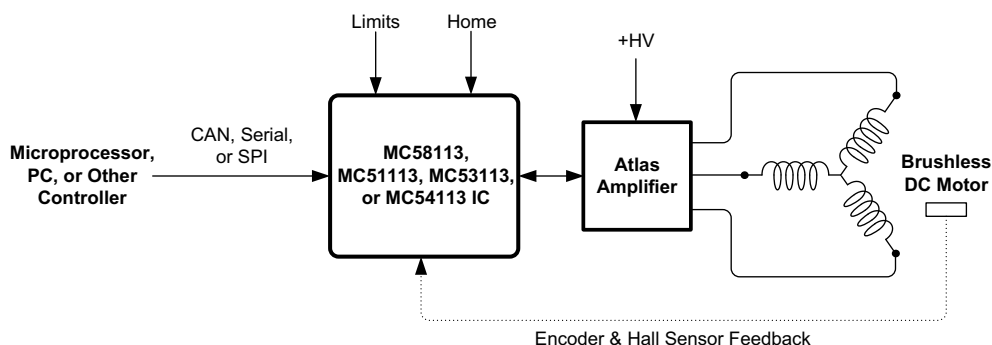 Limits
Home
+HV
CAN, Serial,
or SPI
Microprocessor,
PC, or Other
Controller
MC58113,
MC51113, MC53113,
or MC54113 IC
Atlas
Amplifier
Brushless
DC Motor
Encoder & Hall Sensor Feedback